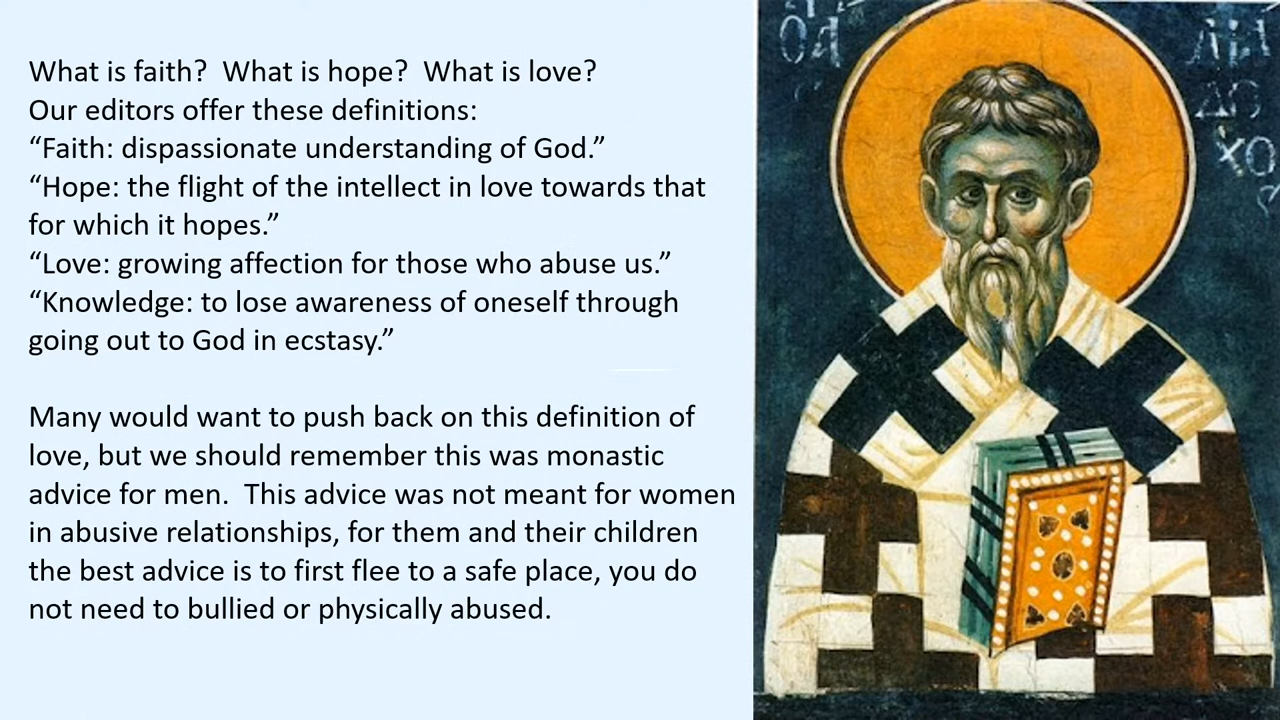 What is faith?  What is hope?  What is love?
Our editors offer these definitions:
“Faith: dispassionate understanding of God.”
“Hope: the flight of the intellect in love towards that
for which it hopes.”
“Love: growing affection for those who abuse us.”
“Knowledge: to lose awareness of oneself through
going out to God in ecstasy.”
Many would want to push back on this definition of
love, but we should remember this was monastic
advice for men.  This advice was not meant for women
in abusive relationships, for them and their children
the best advice is to first flee to a safe place, you do
not need to bullied or physically abused.
ΔΟ
ΧΟ